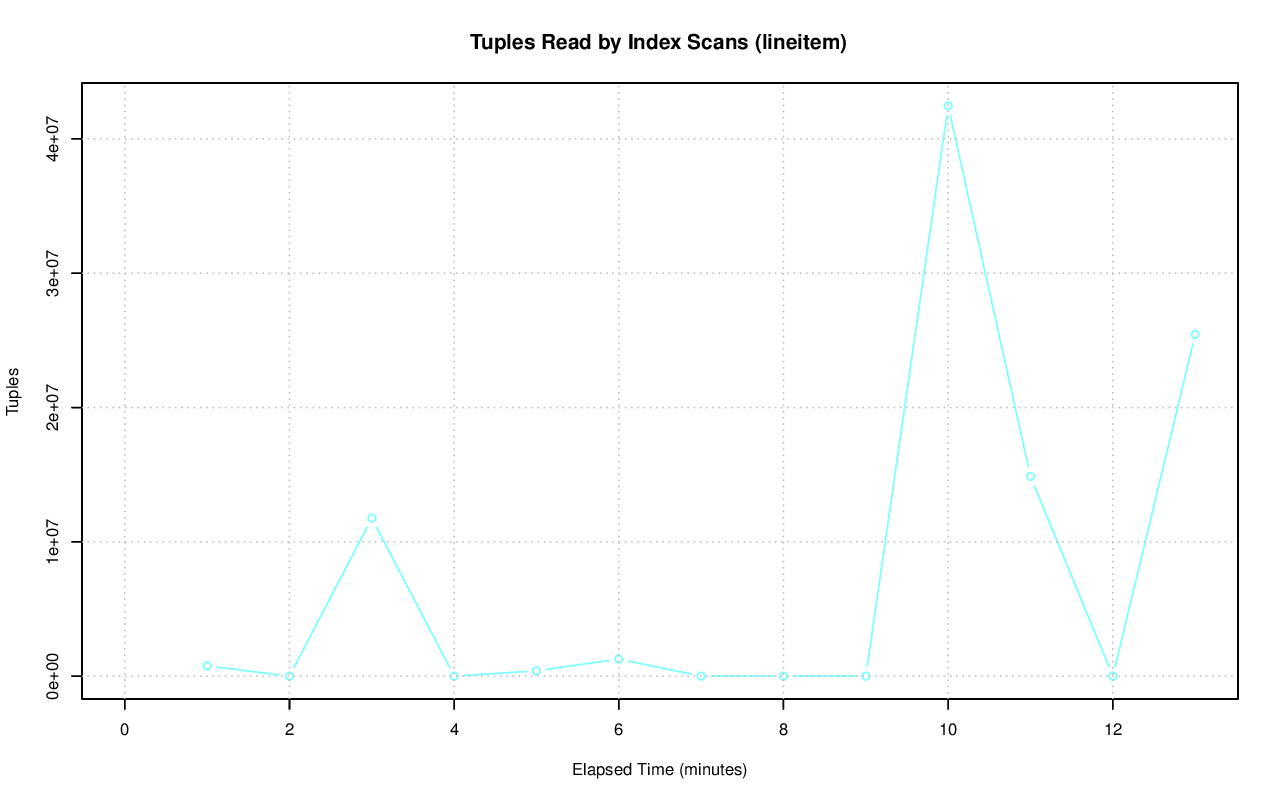 Tuples Read by Index Scans (lineitem)
4e+07
3e+07
2e+07
1e+07
0e+00
Tuples
0 2 4 6 8 10 12
Elapsed Time (minutes)